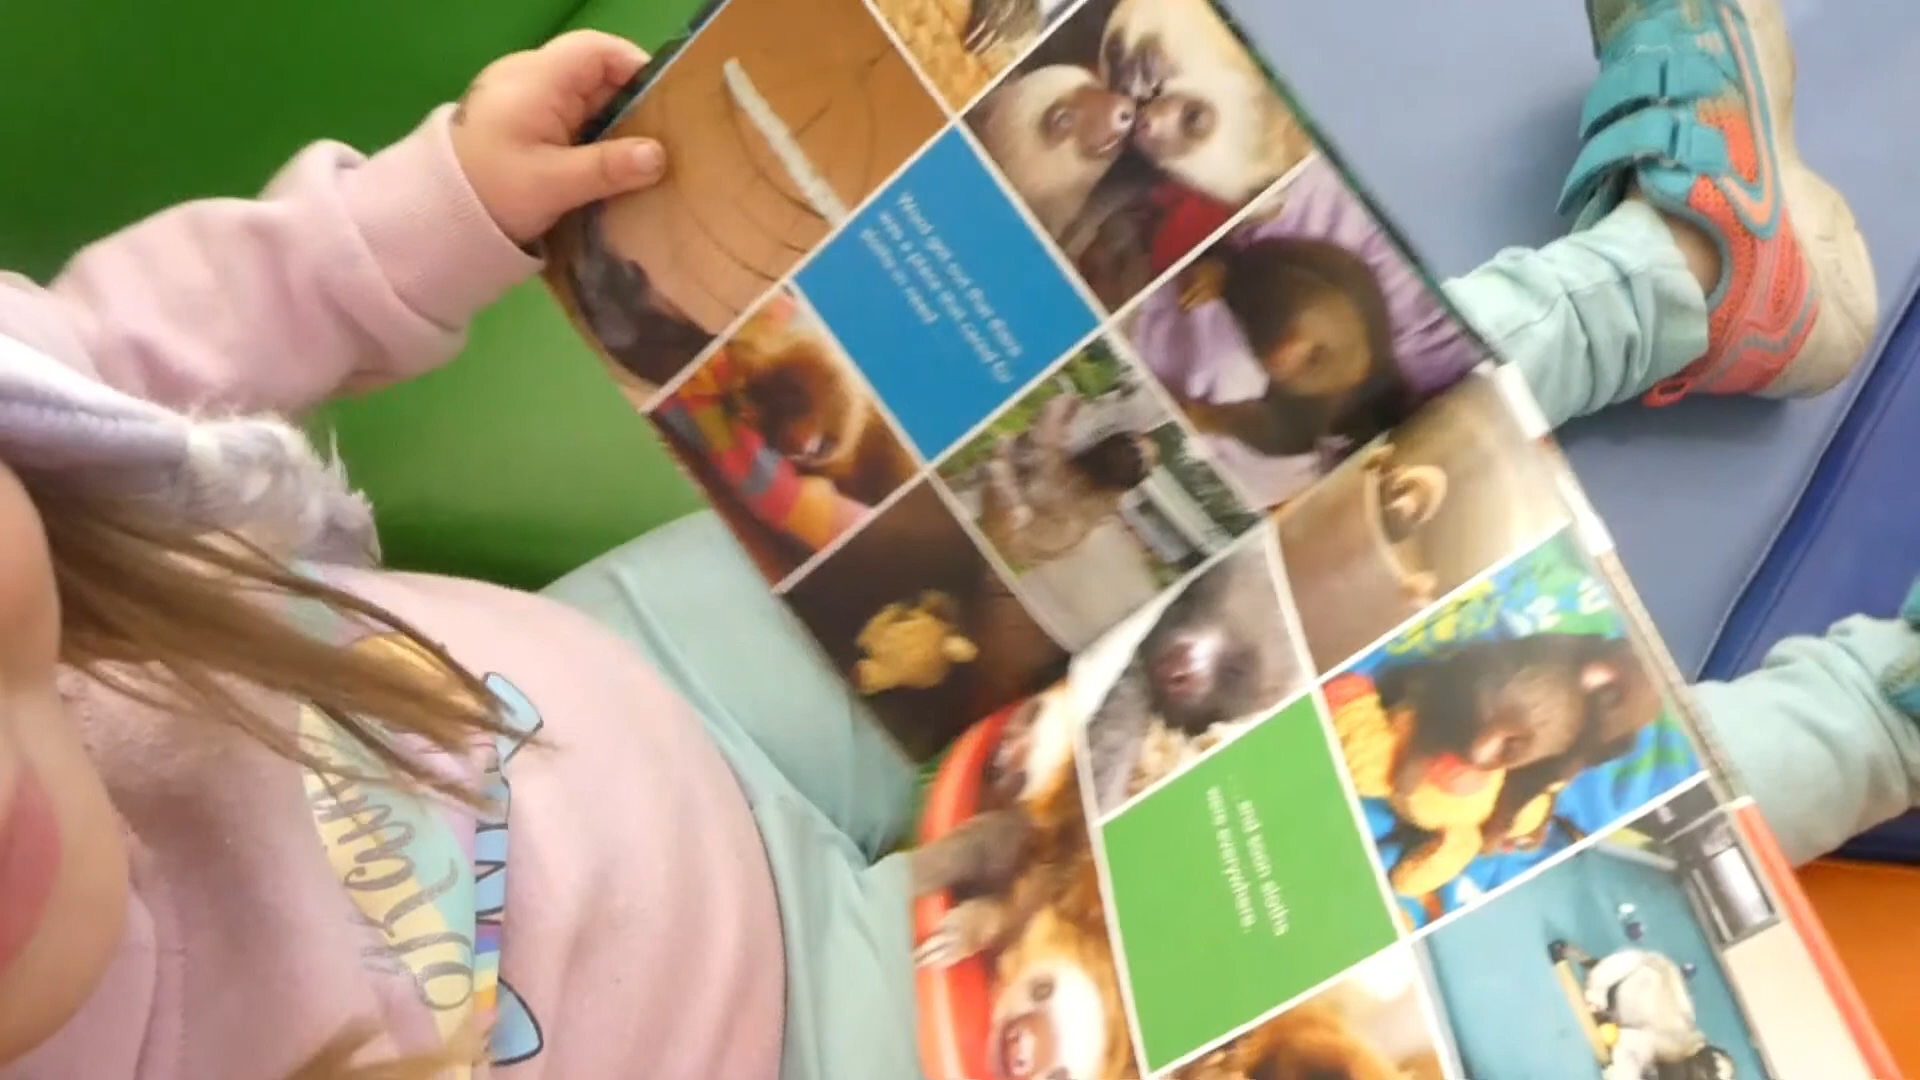 Word got out that there
was a place that cared for
sloths in need ...
... and soon sloths
were everywhere.